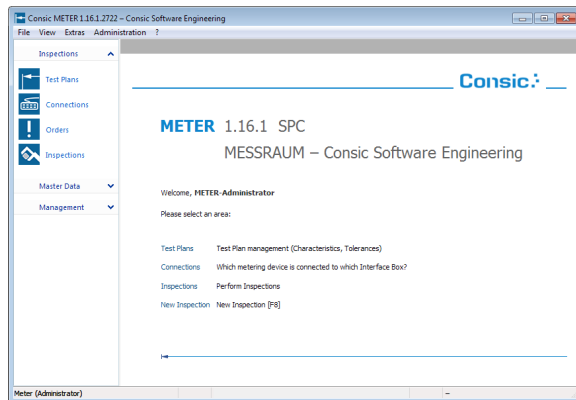 Consic METER 1.16.1.2722 – Consic Software Engineering
File View Extras Administration ?
Inspections
Test Plans
Connections
Orders
Inspections
Master Data
Management
Consic
METER 1.16.1 SPC
MESSRAUM – Consic Software Engineering
Welcome, METER-Administrator
Please select an area:
Test Plans Test Plan management (Characteristics, Tolerances)
Connections Which metering device is connected to which Interface Box?
Inspections Perform Inspections
New Inspection New Inspection [F8]
Meter (Administrator) –